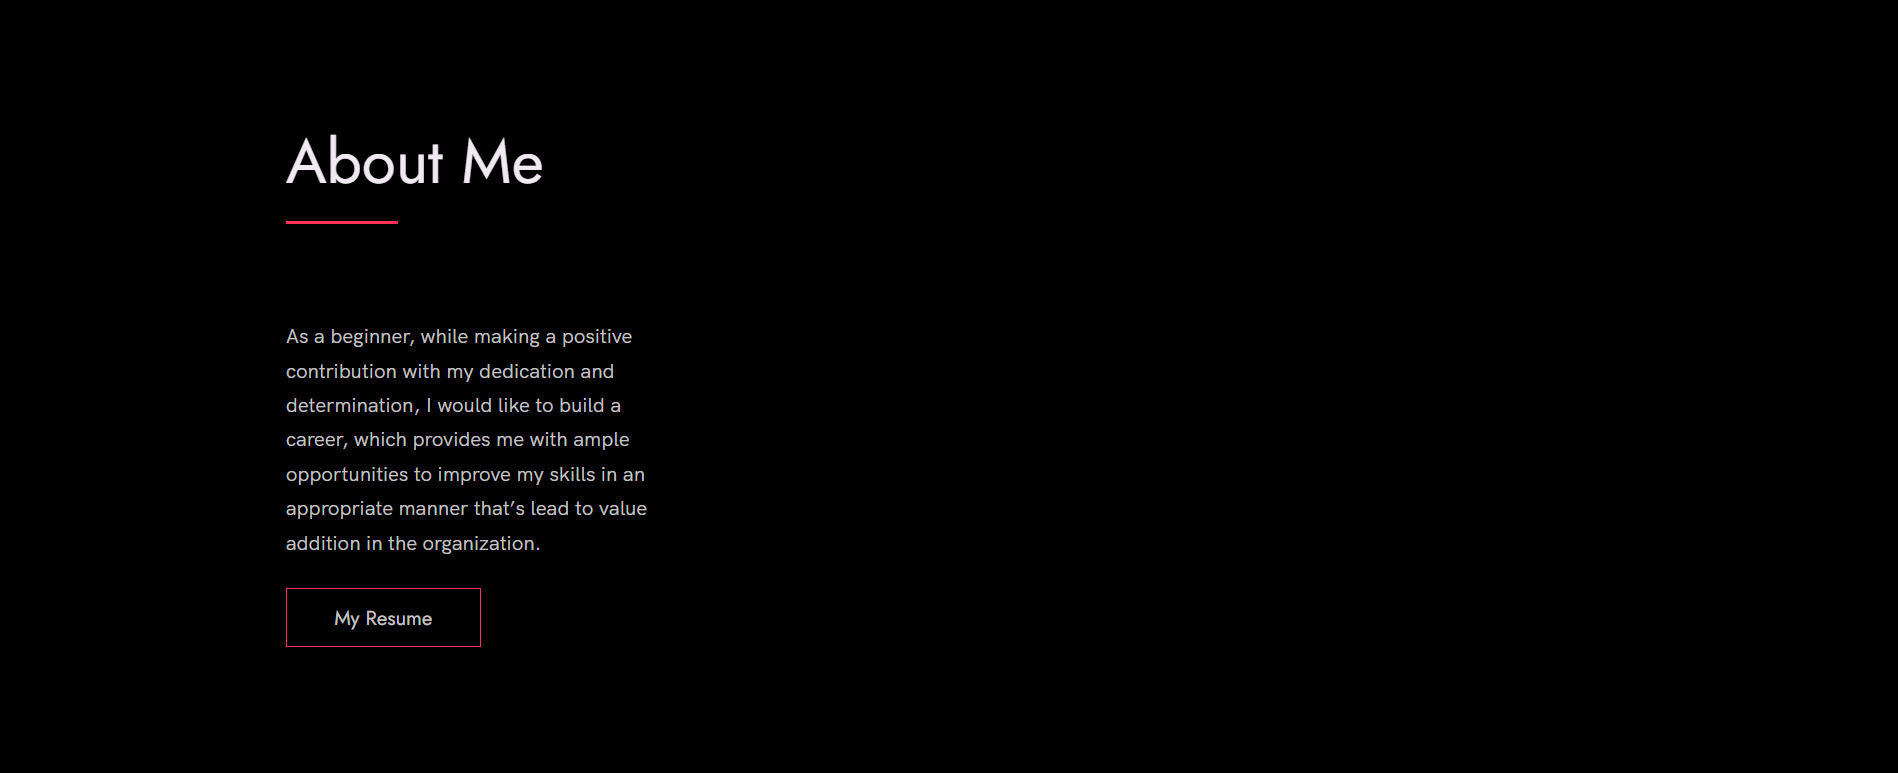 About Me
As a beginner, while making a positive
contribution with my dedication and
determination, I would like to build a
career, which provides me with ample
opportunities to improve my skills in an
appropriate manner that’s lead to value
addition in the organization.
My Resume